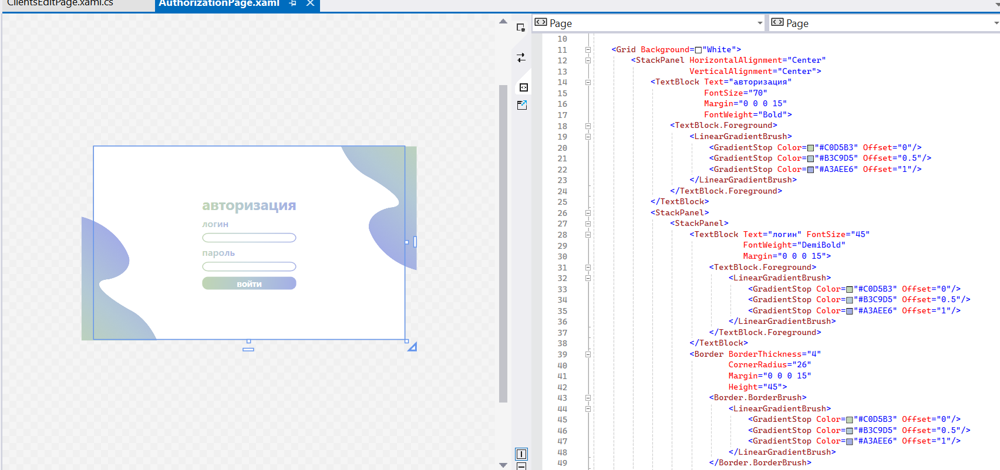 ClientsEditPage.xaml.cs
AuthorizationPage.xaml
авторизация
логин
пароль
войти
Page
Page
10
11 <Grid Background="White">
12 <StackPanel HorizontalAlignment="Center"
13 VerticalAlignment="Center">
14 <TextBlock Text="авторизация"
15 FontSize="70"
16 Margin="0 0 0 15"
17 FontWeight="Bold">
18 <TextBlock.Foreground>
19 <LinearGradientBrush>
20 <GradientStop Color="#C0D5B3" Offset="0"/>
21 <GradientStop Color="#B3C9D5" Offset="0.5"/>
22 <GradientStop Color="#A3AEE6" Offset="1"/>
23 </LinearGradientBrush>
24 </TextBlock.Foreground>
25 </TextBlock>
26 <StackPanel>
27 <StackPanel>
28 <TextBlock Text="логин" FontSize="45"
29 FontWeight="DemiBold"
30 Margin="0 0 0 15">
31 <TextBlock.Foreground>
32 <LinearGradientBrush>
33 <GradientStop Color="#C0D5B3" Offset="0"/>
34 <GradientStop Color="#B3C9D5" Offset="0.5"/>
35 <GradientStop Color="#A3AEE6" Offset="1"/>
36 </LinearGradientBrush>
37 </TextBlock.Foreground>
38 </TextBlock>
39 <Border BorderThickness="4"
40 CornerRadius="26"
41 Margin="0 0 0 15"
42 Height="45">
43 <Border.BorderBrush>
44 <LinearGradientBrush>
45 <GradientStop Color="#C0D5B3" Offset="0"/>
46 <GradientStop Color="#B3C9D5" Offset="0.5"/>
47 <GradientStop Color="#A3AEE6" Offset="1"/>
48 </LinearGradientBrush>
49 </Border.BorderBrush>